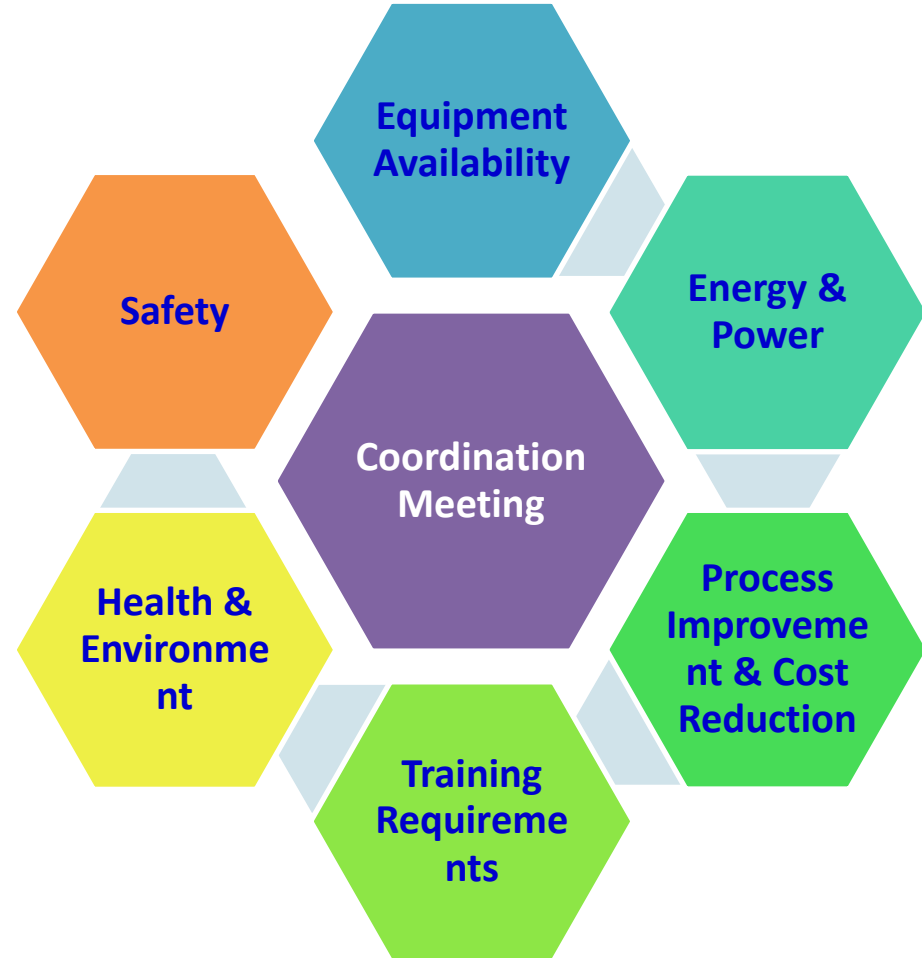 Equipment
Availability
Energy &
Power
Safety
Coordination
Meeting
Process
Improveme
nt & Cost
Reduction
Health &
Environme
nt
Training
Requireme
nts